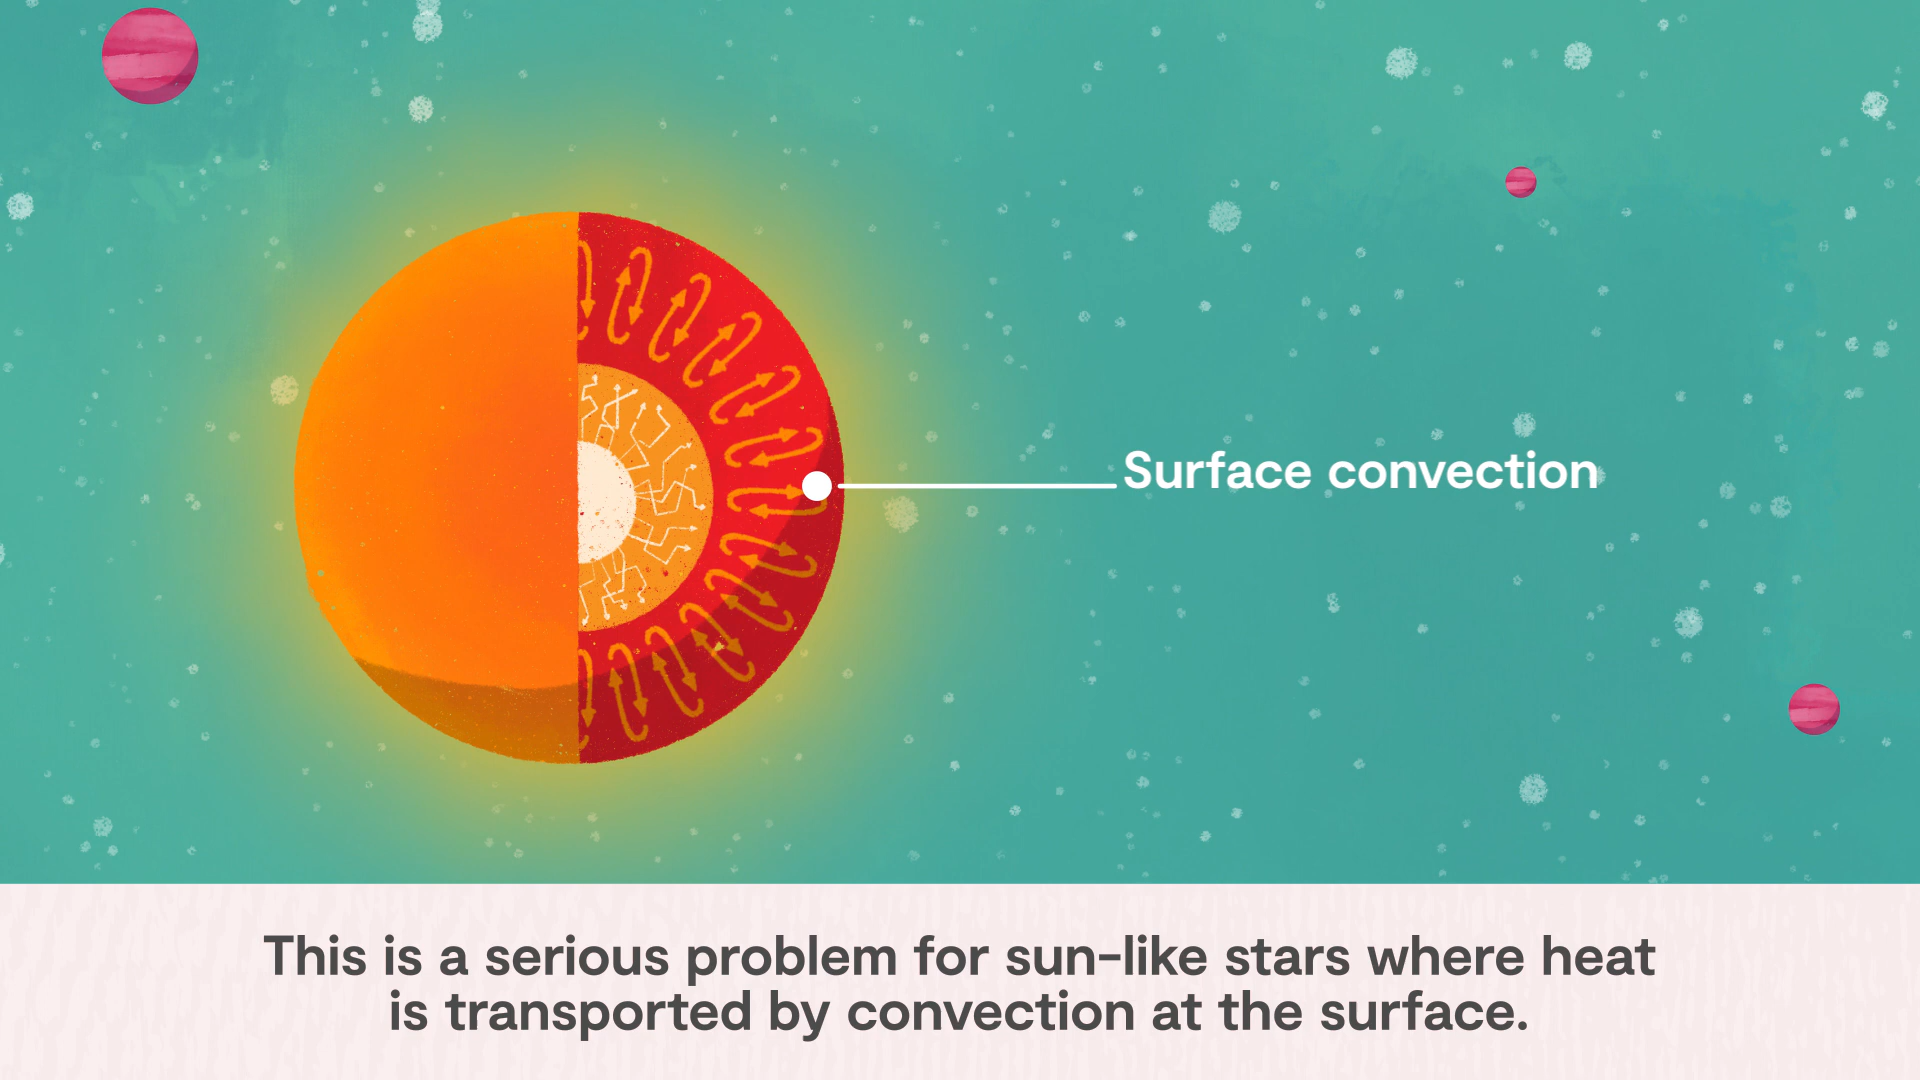 Surface convection
This is a serious problem for sun-like stars where heat
is transported by convection at the surface.